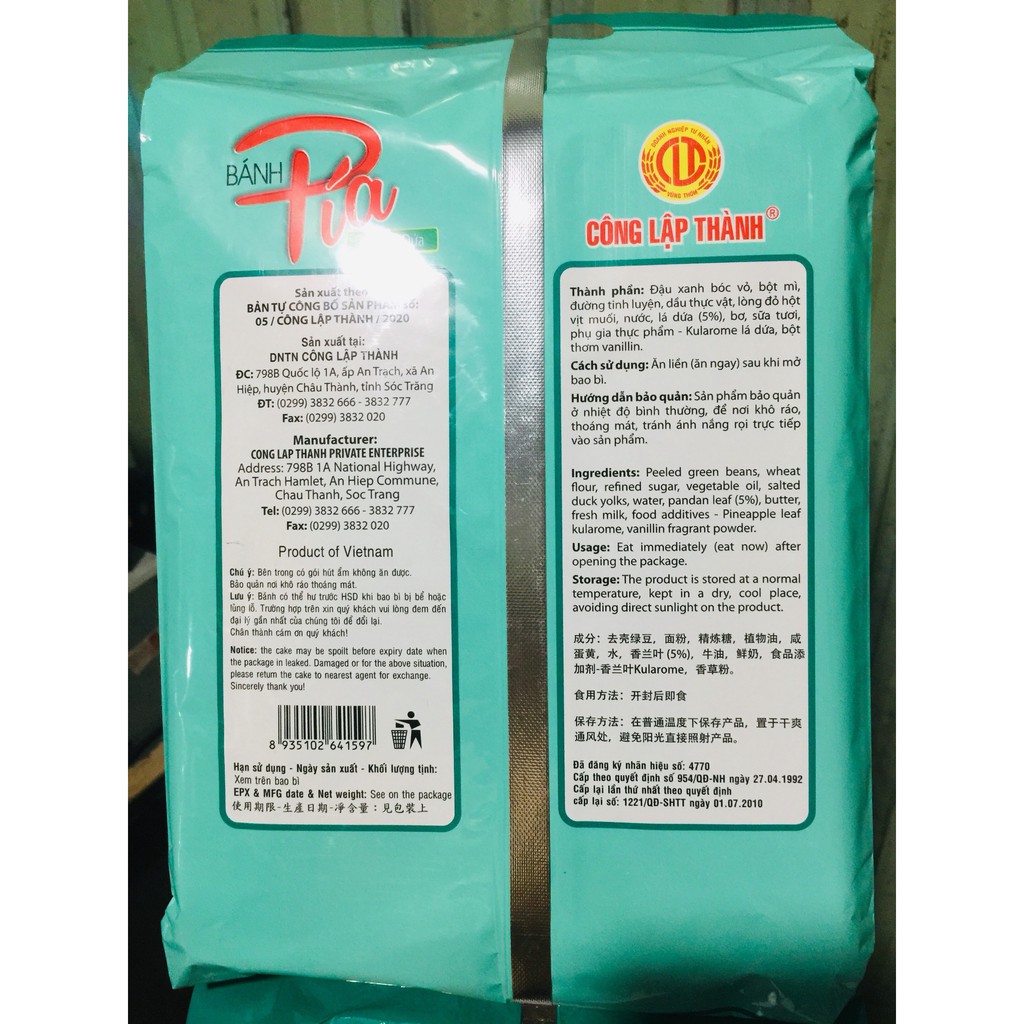 BÁNH
Pía
Sản xuất theo
BẢN TỰ CÔNG BỐ SẢN PHẨM số:
05 / CÔNG LẬP THÀNH / 2020
Sản xuất tại:
DNTN CÔNG LẬP THÀNH
ĐC: 798B Quốc lộ 1A, ấp An Trạch, xã An
Hiệp, huyện Châu Thành, tỉnh Sóc Trăng
ĐT: (0299) 3832 666 - 3832 777
Fax: (0299) 3832 020
Manufacturer:
CONG LAP THANH PRIVATE ENTERPRISE
Address: 798B 1A National Highway,
An Trach Hamlet, An Hiep Commune,
Chau Thanh, Soc Trang
Tel: (0299) 3832 666 - 3832 777
Fax: (0299) 3832 020
Product of Vietnam
Chú ý: Bên trong có gói hút ẩm không ăn được.
Bảo quản nơi khô ráo thoáng mát.
Lưu ý: Bánh có thể hư trước HSD khi bao bì bị bể hoặc
lủng lỗ. Trường hợp trên xin quý khách vui lòng đem đến
đại lý gần nhất của chúng tôi để đổi lại.
Chân thành cám ơn quý khách!
Notice: the cake may be spoilt before expiry date when
the package in leaked. Damaged or for the above situation,
please return the cake to nearest agent for exchange.
Sincerely thank you!
8 935102 641597
Hạn sử dụng - Ngày sản xuất - Khối lượng tịnh:
Xem trên bao bì
EPX & MFG date & Net weight: See on the package
使用期限-生產日期-凈含量：見包裝上
DOANH NGHIỆP TƯ NHÂN
CLT
VŨNG THƠM
CÔNG LẬP THÀNH®
Thành phần: Đậu xanh bóc vỏ, bột mì,
đường tinh luyện, dầu thực vật, lòng đỏ hột
vịt muối, nước, lá dứa (5%), bơ, sữa tươi,
phụ gia thực phẩm - Kularome lá dứa, bột
thơm vanillin.
Cách sử dụng: Ăn liền (ăn ngay) sau khi mở
bao bì.
Hướng dẫn bảo quản: Sản phẩm bảo quản
ở nhiệt độ bình thường, để nơi khô ráo,
thoáng mát, tránh ánh nắng rọi trực tiếp
vào sản phẩm.
Ingredients: Peeled green beans, wheat
flour, refined sugar, vegetable oil, salted
duck yolks, water, pandan leaf (5%), butter,
fresh milk, food additives - Pineapple leaf
kularome, vanillin fragrant powder.
Usage: Eat immediately (eat now) after
opening the package.
Storage: The product is stored at a normal
temperature, kept in a dry, cool place,
avoiding direct sunlight on the product.
成分：去壳绿豆，面粉，精炼糖，植物油，咸
蛋黄，水，香兰叶 (5%)，牛油，鲜奶，食品添
加剂-香兰叶Kularome，香草粉。
食用方法：开封后即食
保存方法：在普通温度下保存产品，置于干爽
通风处，避免阳光直接照射产品。
Đã đăng ký nhãn hiệu số: 4770
Cấp theo quyết định số 954/QĐ-NH ngày 27.04.1992
Cấp lại lần thứ nhất theo quyết định
cấp lại số: 1221/QĐ-SHTT ngày 01.07.2010